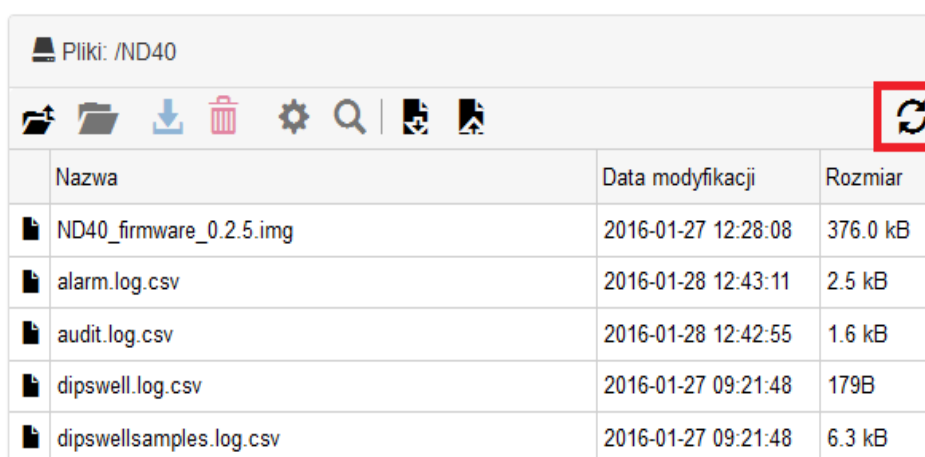 Pliki: /ND40
Nazwa Data modyfikacji Rozmiar
ND40_firmware_0.2.5.img 2016-01-27 12:28:08 376.0 kB
alarm.log.csv 2016-01-28 12:43:11 2.5 kB
audit.log.csv 2016-01-28 12:42:55 1.6 kB
dipswell.log.csv 2016-01-27 09:21:48 179B
dipswellsamples.log.csv 2016-01-27 09:21:48 6.3 kB